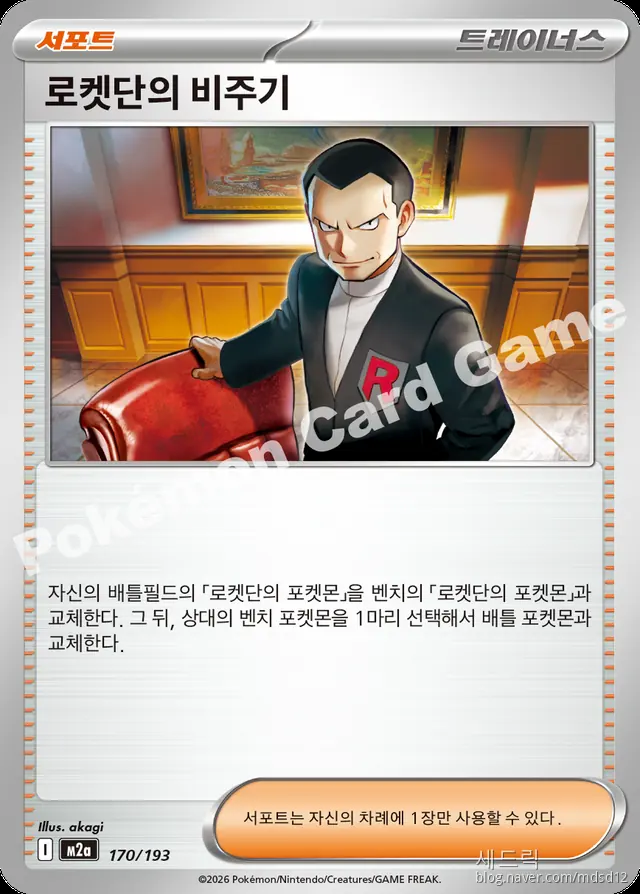 서포트
트레이너스
로켓단의 비주기
R
Pokémon Card Game
자신의 배틀필드의 「로켓단의 포켓몬」을 벤치의 「로켓단의 포켓몬」과
교체한다. 그 뒤, 상대의 벤치 포켓몬을 1마리 선택해서 배틀 포켓몬과
교체한다.
서포트는 자신의 차례에 1장만 사용할 수 있다.
Illus. akagi
I M2a 170/193
©2026 Pokémon/Nintendo/Creatures/GAME FREAK.
세드릭
blog.naver.com/mdsd12